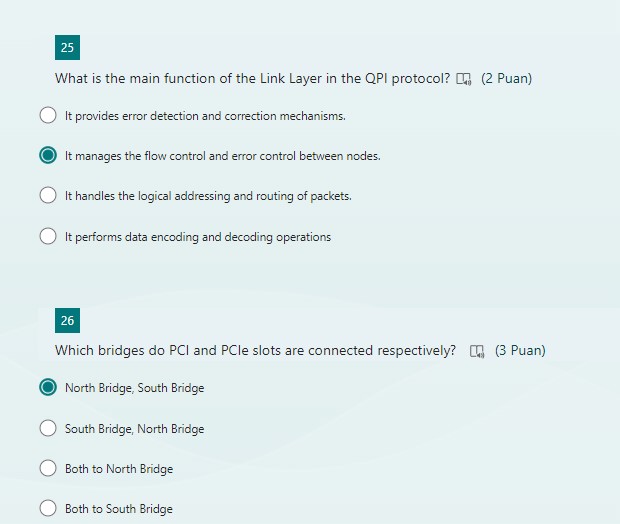 25
What is the main function of the Link Layer in the QPI protocol? (2 Puan)
It provides error detection and correction mechanisms.
It manages the flow control and error control between nodes.
It handles the logical addressing and routing of packets.
It performs data encoding and decoding operations
26
Which bridges do PCI and PCIe slots are connected respectively? (3 Puan)
North Bridge, South Bridge
South Bridge, North Bridge
Both to North Bridge
Both to South Bridge